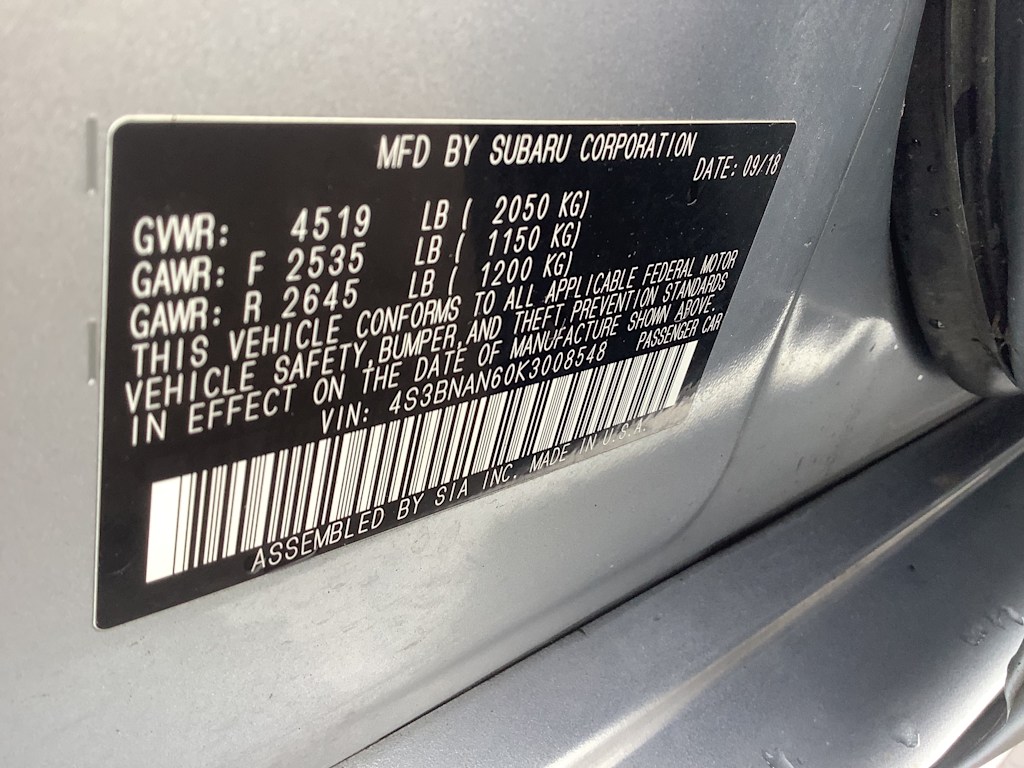 MFD BY SUBARU CORPORATION
DATE: 09/18
GVWR: 4519 LB ( 2050 KG)
GAWR: F 2535 LB ( 1150 KG)
GAWR: R 2645 LB ( 1200 KG)
THIS VEHICLE CONFORMS TO ALL APPLICABLE FEDERAL MOTOR
VEHICLE SAFETY, BUMPER, AND THEFT PREVENTION STANDARDS
IN EFFECT ON THE DATE OF MANUFACTURE SHOWN ABOVE.
VIN: 4S3BNAN60K3008548 PASSENGER CAR
ASSEMBLED BY SIA INC. MADE IN U.S.A.